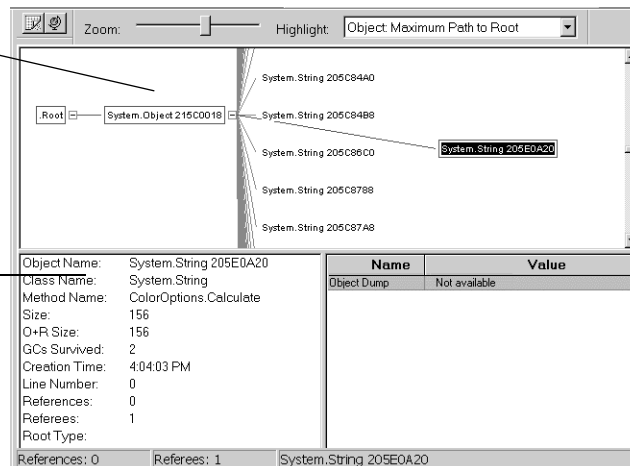 Zoom: Highlight: Object: Maximum Path to Root
System.String 205C84A0
.Root System.Object 215C0018 System.String 205C84B8
System.String 205E0A20
System.String 205C86C0
System.String 205C8788
System.String 205C87A8
Object Name: System.String 205E0A20
Class Name: System.String
Method Name: ColorOptions.Calculate
Size: 156
O+R Size: 156
GCs Survived: 2
Creation Time: 4:04:03 PM
Line Number: 0
References: 0
Referees: 1
Root Type:
Name Value
Object Dump Not available
References: 0 Referees: 1 System.String 205E0A20